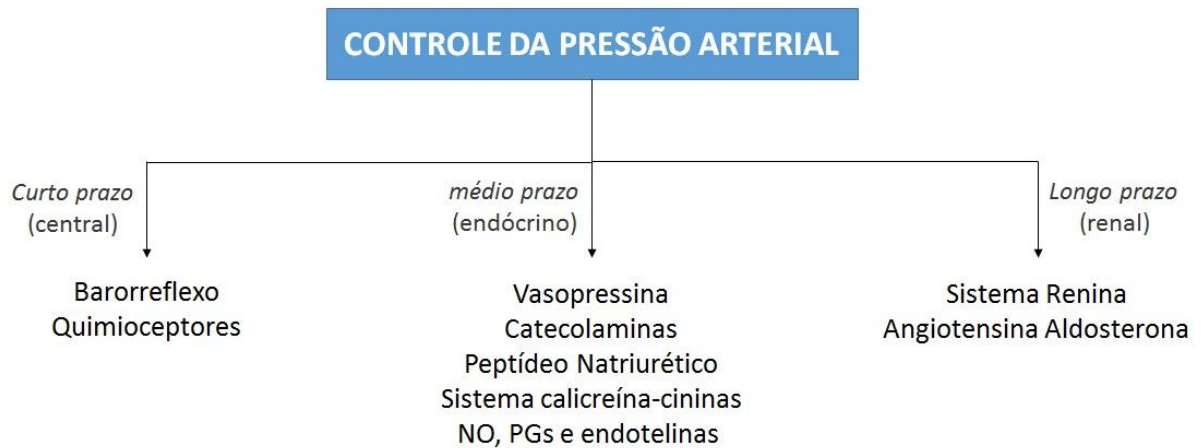 CONTROLE DA PRESSÃO ARTERIAL
Curto prazo
(central)
Barorreflexo
Quimioceptores
médio prazo
(endócrino)
Vasopressina
Catecolaminas
Peptídeo Natriurético
Sistema calicreína-cininas
NO, PGs e endotelinas
Longo prazo
(renal)
Sistema Renina
Angiotensina Aldosterona